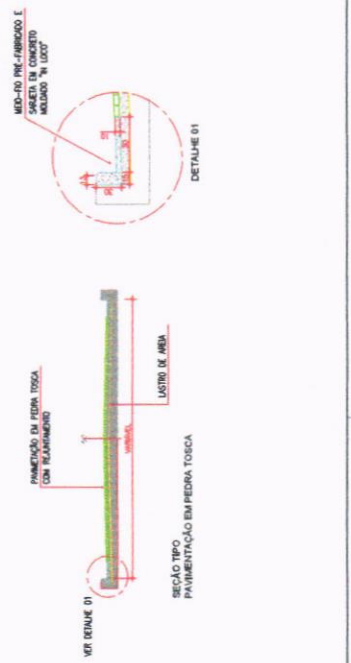 MEIO-FIO PRÉ-FABRICADO E
SARJETA EM CONCRETO
MOLDADO "IN LOCO"
DETALHE 01
PAVIMETAÇÃO EM PEDRA TOSCA
COM REJUNTAMENTO
LASTRO DE AREIA
VARIÁVEL
VER DETALHE 01
SEÇÃO TIPO
PAVIMENTAÇÃO EM PEDRA TOSCA